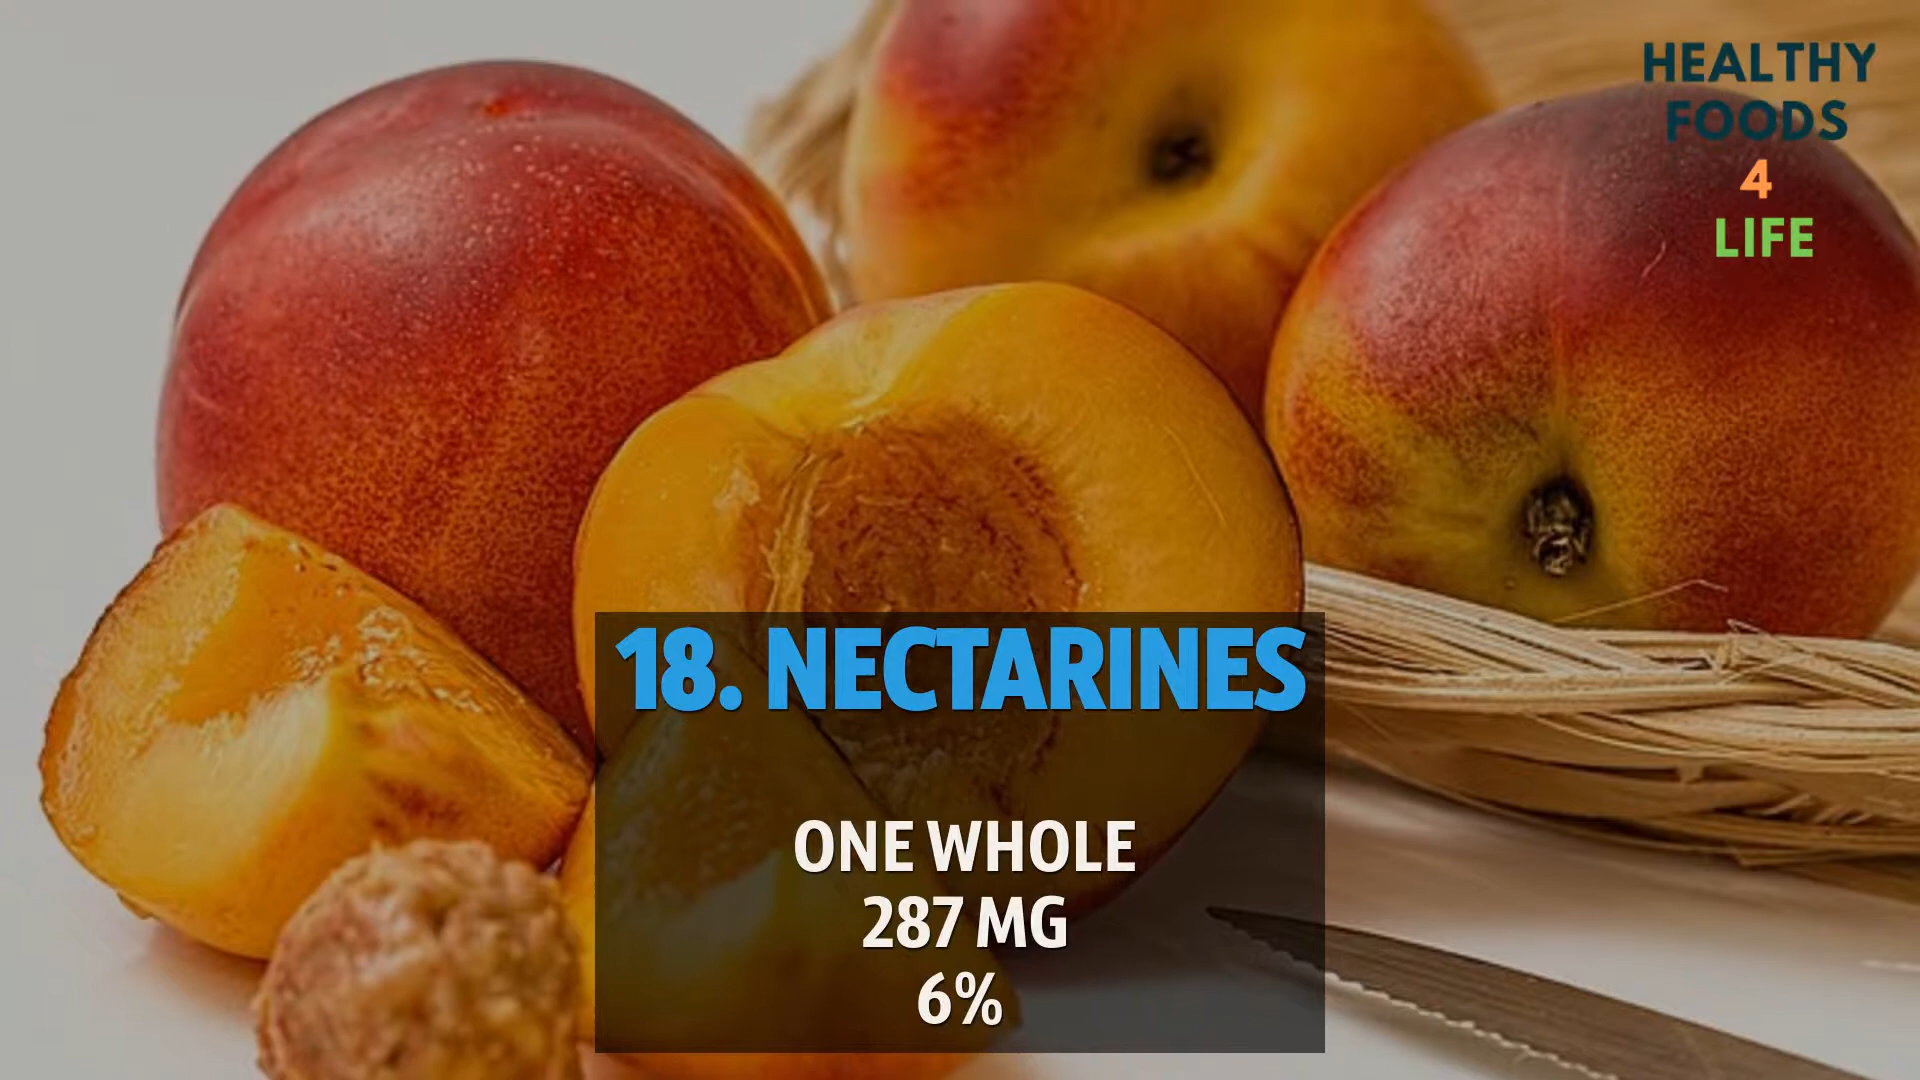 HEALTHY
FOODS
4
LIFE
18. NECTARINES
ONE WHOLE
287 MG
6%